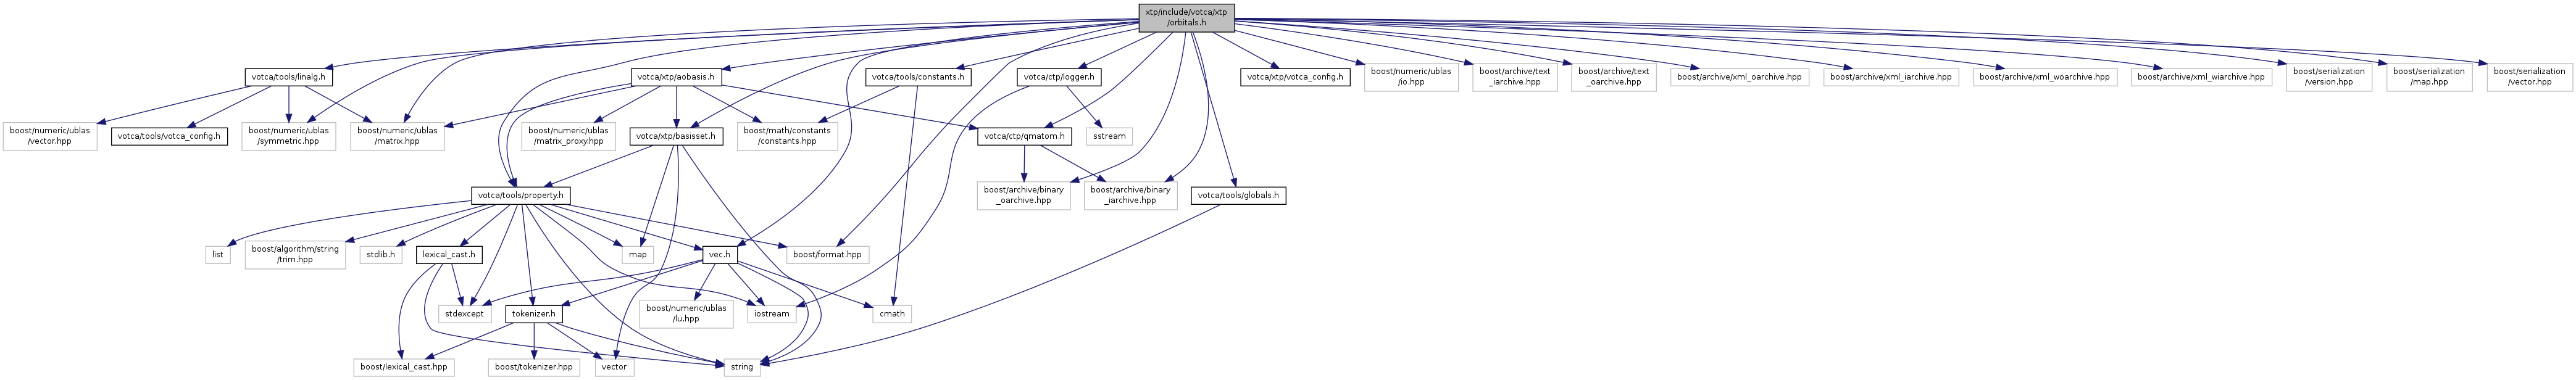 xtp/include/votca/xtp
/orbitals.h
votca/tools/linalg.h
votca/xtp/aobasis.h
votca/tools/constants.h
votca/ctp/logger.h
votca/xtp/votca_config.h
boost/numeric/ublas
/io.hpp
boost/archive/text
_iarchive.hpp
boost/archive/text
_oarchive.hpp
boost/archive/xml_oarchive.hpp
boost/archive/xml_iarchive.hpp
boost/archive/xml_woarchive.hpp
boost/archive/xml_wiarchive.hpp
boost/serialization
/version.hpp
boost/serialization
/map.hpp
boost/serialization
/vector.hpp
boost/numeric/ublas
/vector.hpp
votca/tools/votca_config.h
boost/numeric/ublas
/symmetric.hpp
boost/numeric/ublas
/matrix.hpp
boost/numeric/ublas
/matrix_proxy.hpp
votca/xtp/basisset.h
boost/math/constants
/constants.hpp
votca/ctp/qmatom.h
sstream
votca/tools/property.h
boost/archive/binary
_oarchive.hpp
boost/archive/binary
_iarchive.hpp
votca/tools/globals.h
list
boost/algorithm/string
/trim.hpp
stdlib.h
lexical_cast.h
map
vec.h
boost/format.hpp
stdexcept
tokenizer.h
boost/numeric/ublas
/lu.hpp
iostream
cmath
boost/lexical_cast.hpp
boost/tokenizer.hpp
vector
string